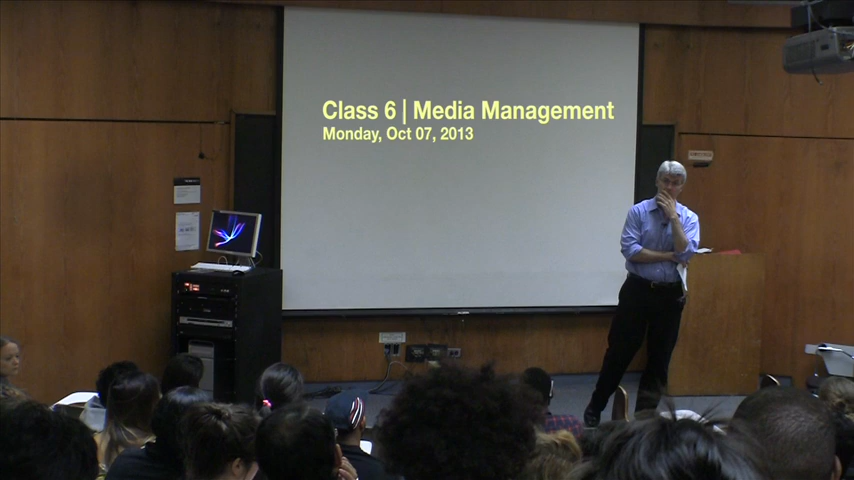 Class 6 | Media Management
Monday, Oct 07, 2013